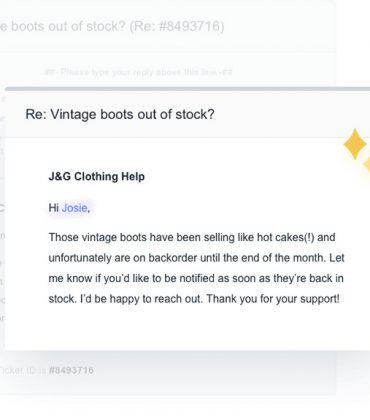 e boots out of stock? (Re: #8493716)
##- Please type your reply above this line -##
Re: Vintage boots out of stock?
J&G Clothing Help
Hi Josie,
Those vintage boots have been selling like hot cakes(!) and
unfortunately are on backorder until the end of the month. Let
me know if you’d like to be notified as soon as they’re back in
stock. I’d be happy to reach out. Thank you for your support!
Ticket ID is #8493716